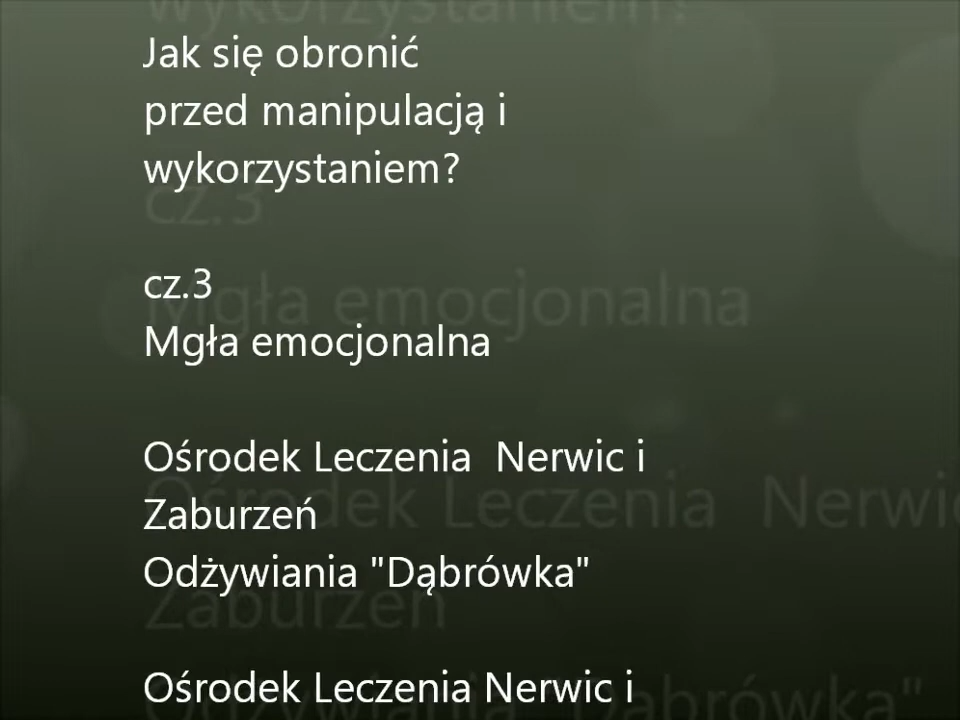 Jak się obronić
przed manipulacją i
wykorzystaniem?
cz.3
Mgła emocjonalna
Ośrodek Leczenia  Nerwic i
Zaburzeń
Odżywiania "Dąbrówka"
Ośrodek Leczenia Nerwic i